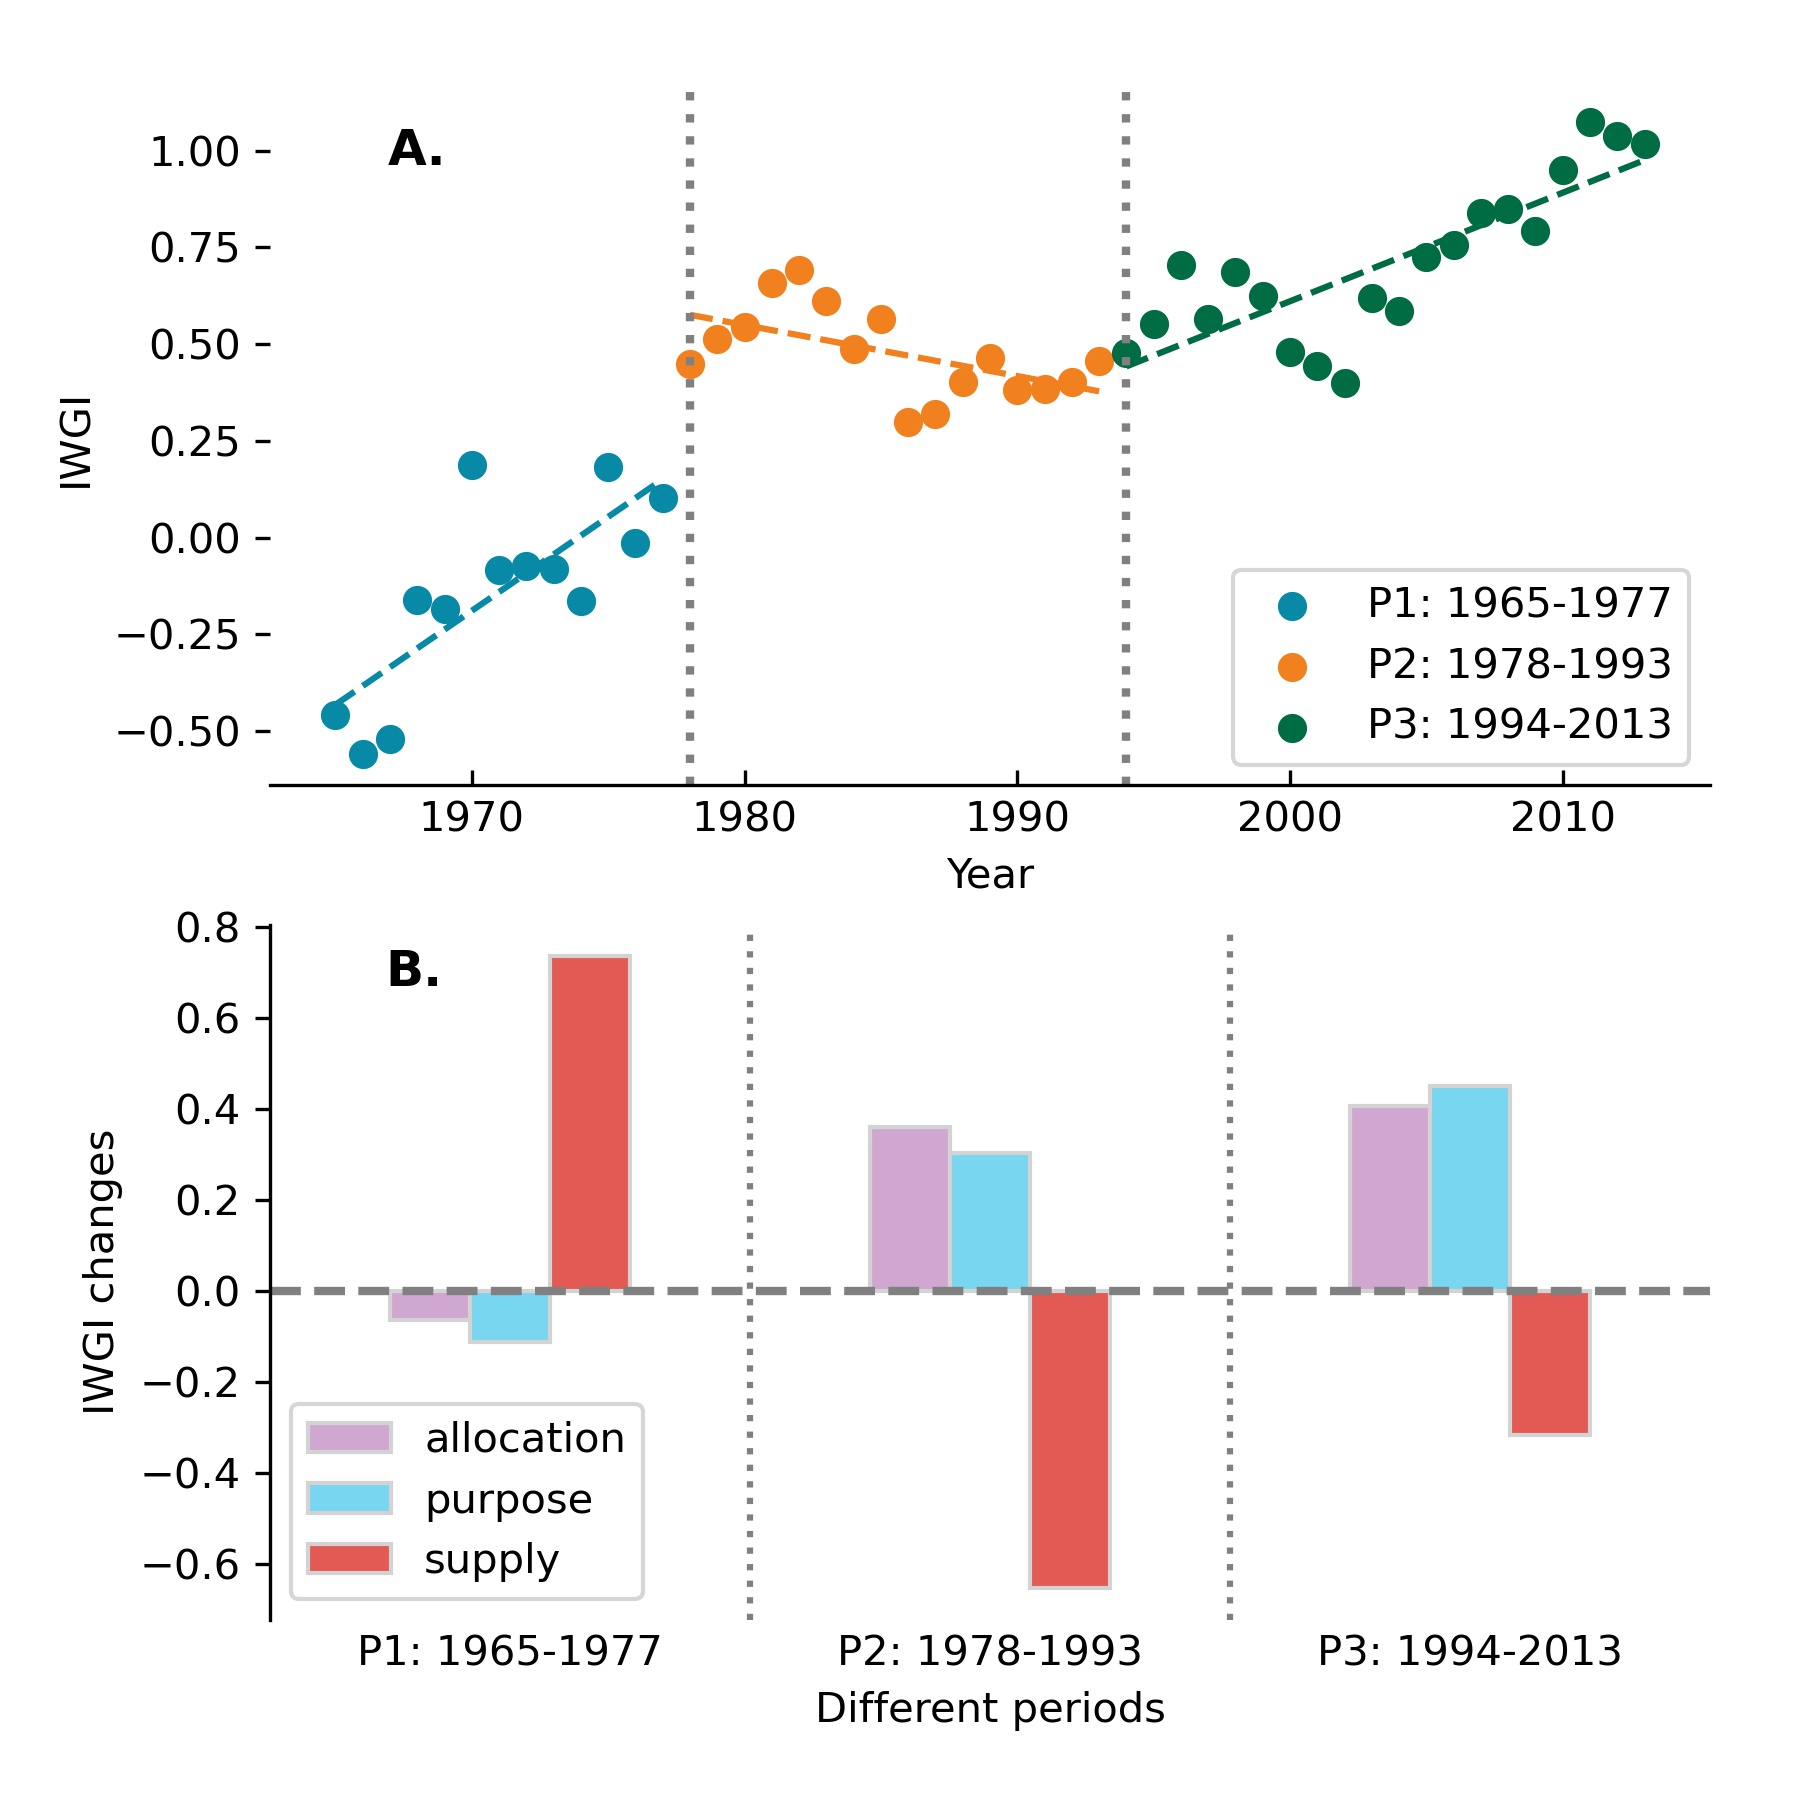 A.
1.00
0.75
0.50
0.25
0.00
−0.25
−0.50
IWGI
P1: 1965-1977
P2: 1978-1993
P3: 1994-2013
1970 1980 1990 2000 2010
Year
B.
0.8
0.6
0.4
0.2
0.0
−0.2
−0.4
−0.6
IWGI changes
allocation
purpose
supply
P1: 1965-1977 P2: 1978-1993 P3: 1994-2013
Different periods